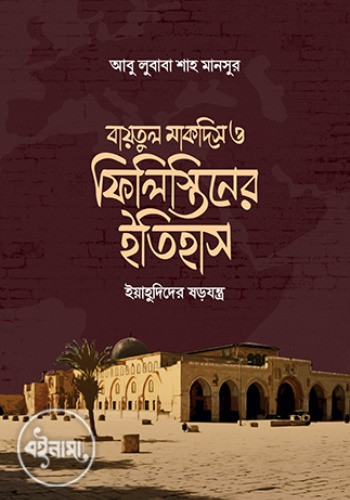 আবু লুবাবা শাহ মানসুর
বায়তুল মাকদিস ও
ফিলিস্তিনের
ইতিহাস
ইয়াহুদিদের ষড়যন্ত্র
বইনামা